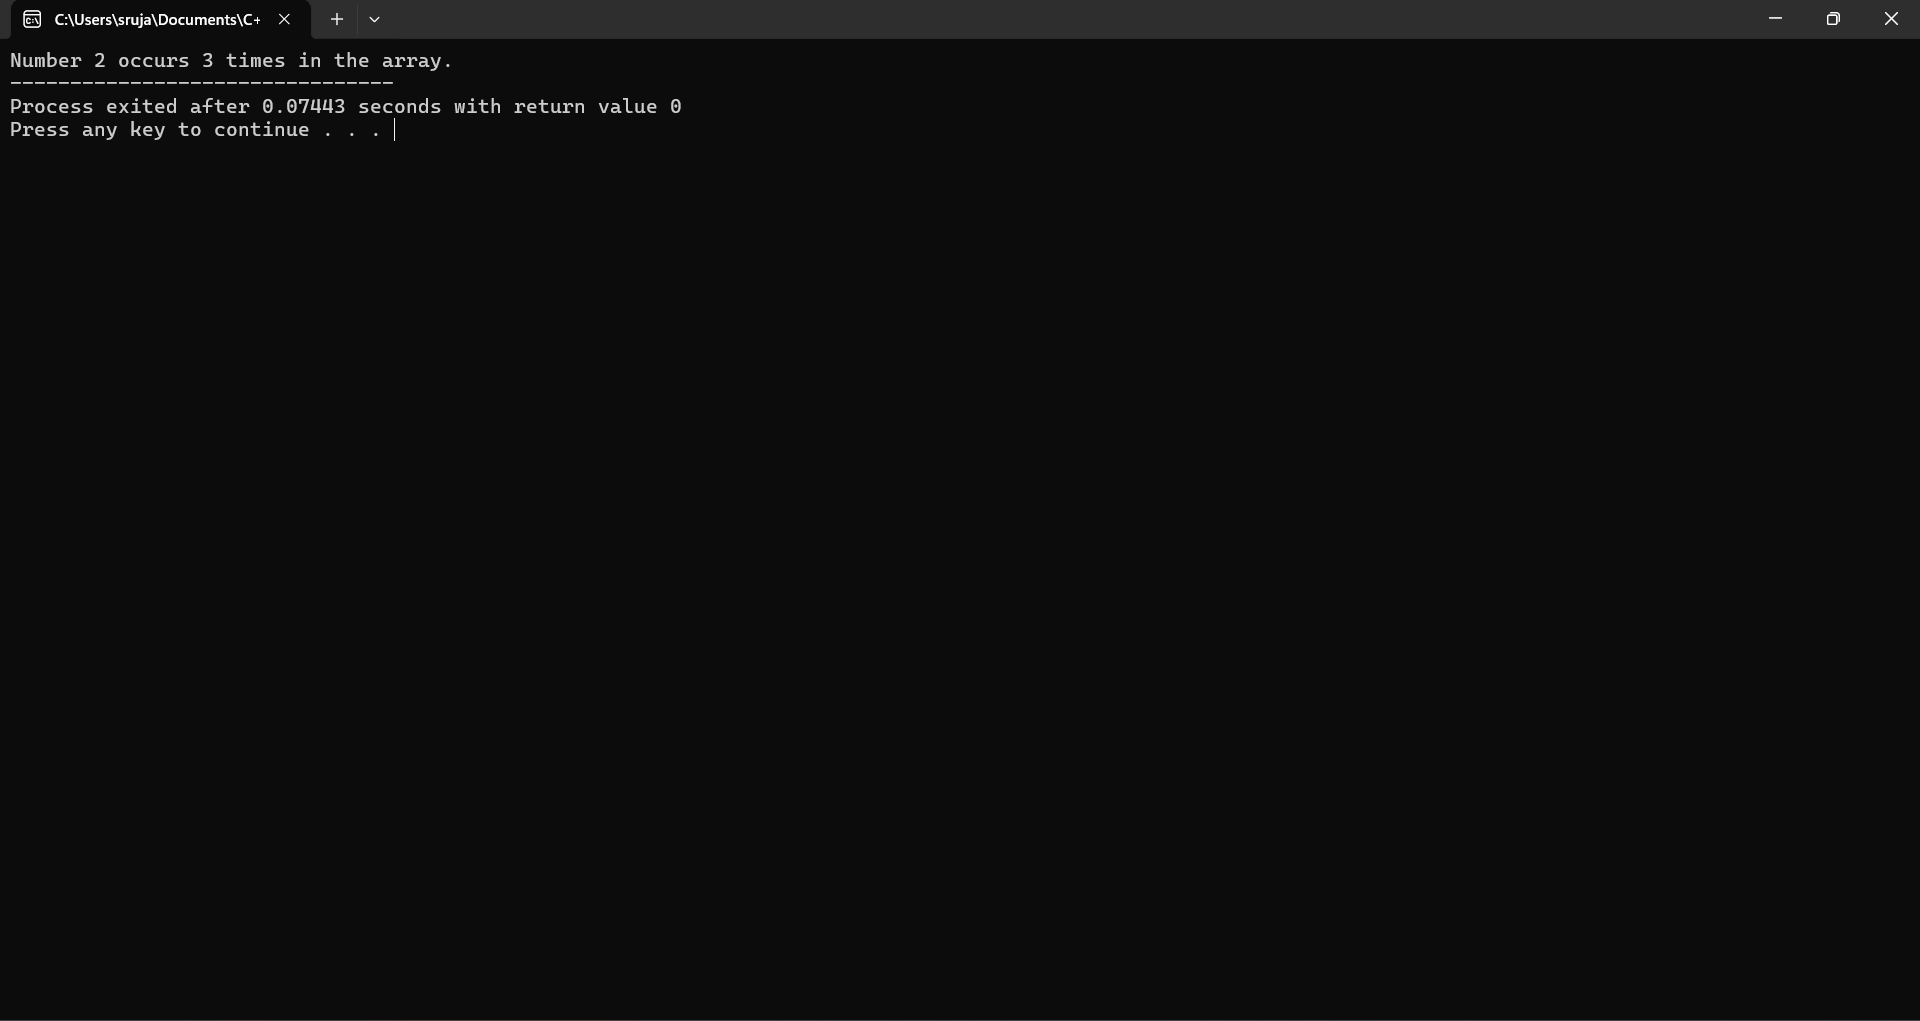 C:\Users\sruja\Documents\C+
Number 2 occurs 3 times in the array.
--------------------------------
Process exited after 0.07443 seconds with return value 0
Press any key to continue . . .